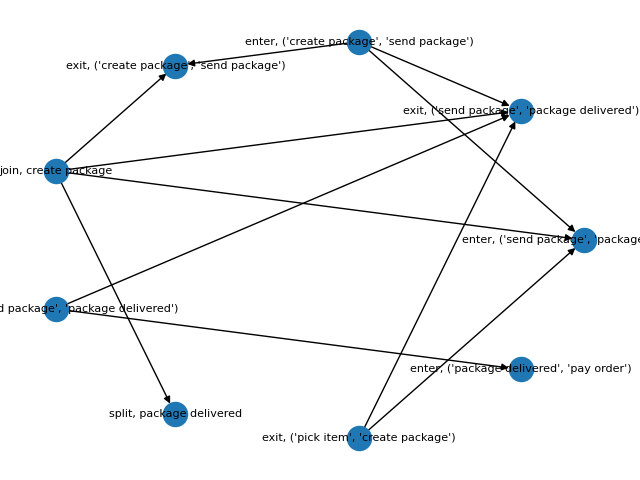 enter, ('create package', 'send package')
exit, ('create package', 'send package')
exit, ('send package', 'package delivered')
join, create package
enter, ('send package', 'package
d package', 'package delivered')
enter, ('package delivered', 'pay order')
split, package delivered
exit, ('pick item', 'create package')